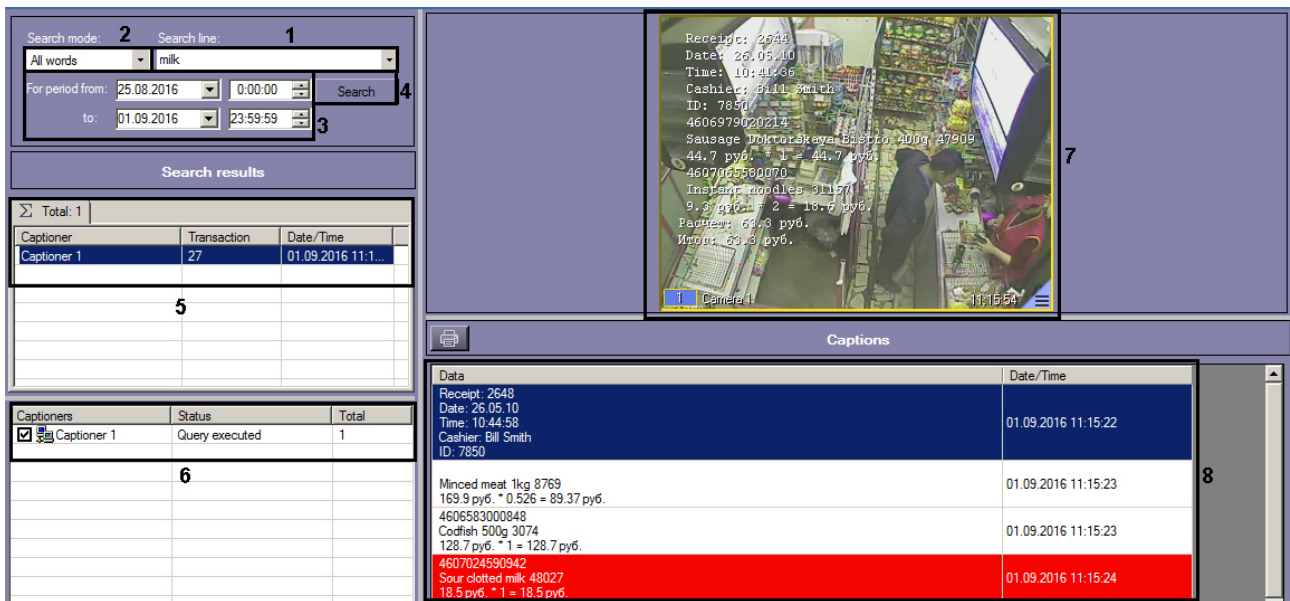 Search mode: 2 Search line: 1
All words milk
For period from: 25.08.2016 0:00:00 Search 4
to: 01.09.2016 23:59:59 3
Search results
Σ Total: 1
Captioner Transaction Date/Time
Captioner 1 27 01.09.2016 11:1...
5
Captioners Status Total
Captioner 1 Query executed 1
6
Receipt: 2644
Date: 26.05.10
Time: 10:41:36
Cashier: Bill Smith
ID: 7850
4606979020214
Sausage Doktorskaya Bistro 400g 47909
44.7 руб. * 1 = 44.7 руб.
4607065580070
Instant noodles 31157
9.3 руб. * 2 = 18.6 руб.
Расчет: 63.3 руб.
Итог: 63.3 руб.
1 Camera 1 11:15:54
7
Captions
Data Date/Time
Receipt: 2648
Date: 26.05.10
Time: 10:44:58
Cashier: Bill Smith
ID: 7850
01.09.2016 11:15:22
Minced meat 1kg 8769
169.9 руб. * 0.526 = 89.37 руб.
01.09.2016 11:15:23
8
4606583000848
Codfish 500g 3074
128.7 руб. * 1 = 128.7 руб.
01.09.2016 11:15:23
4607024590942
Sour clotted milk 48027
18.5 руб. * 1 = 18.5 руб.
01.09.2016 11:15:24